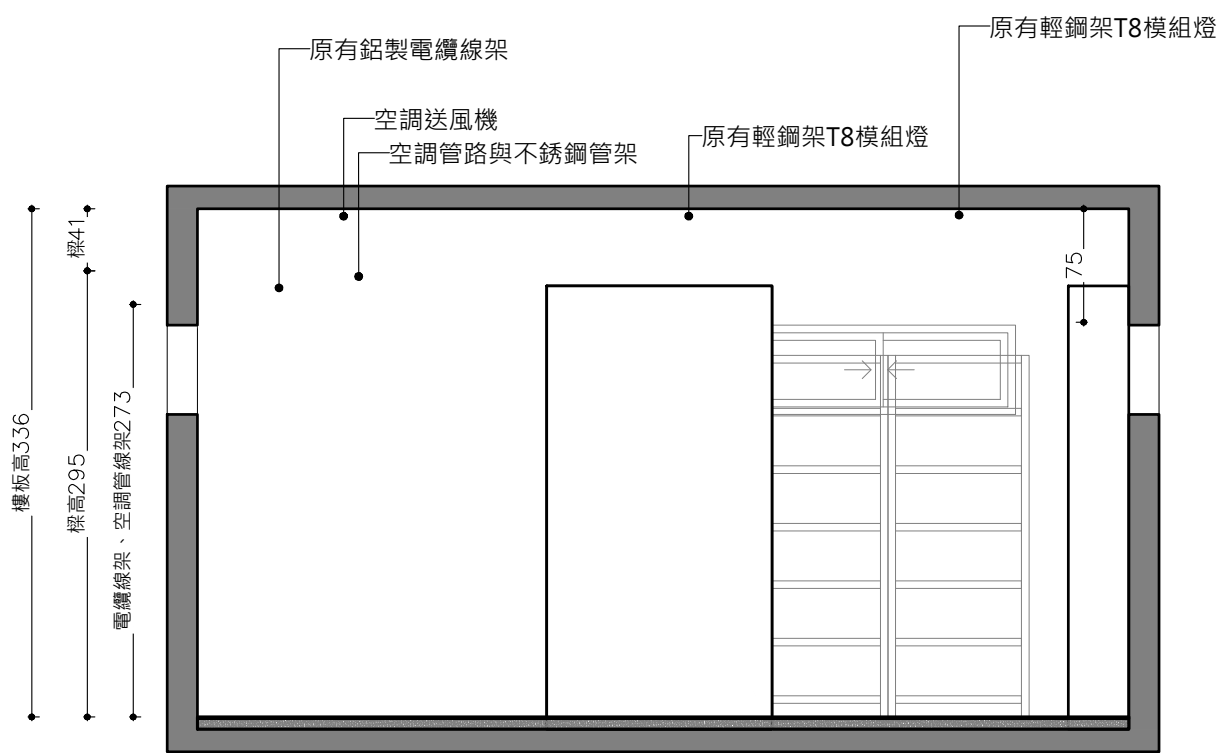 原有輕鋼架T8模組燈
原有鋁製電纜線架
空調送風機
原有輕鋼架T8模組燈
空調管路與不銹鋼管架
樑41
75
樓板高336
樑高295
電纜線架、空調管線架273